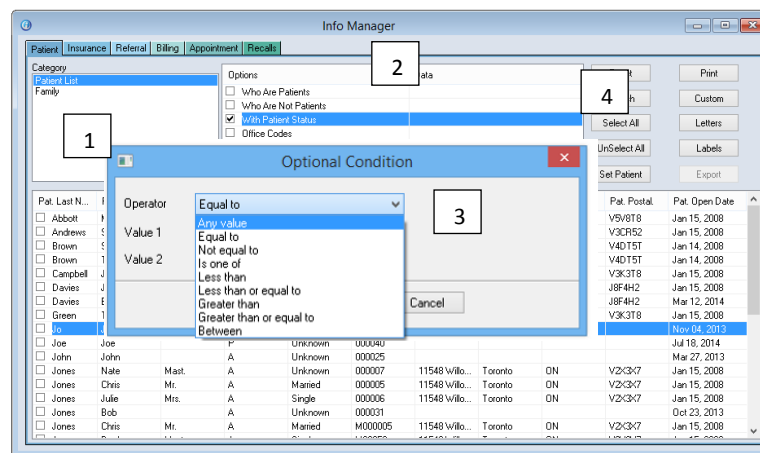 Info Manager
Patient Insurance Referral Billing Appointment Recalls
Category
Patient List
Family
Options
Who Are Patients
Who Are Not Patients
With Patient Status
Office Codes
1
2
3
4
Print
Custom
Select All Letters
UnSelect All Labels
Set Patient Export
Optional Condition
Operator Equal to
Value 1
Value 2
Any value
Equal to
Not equal to
Is one of
Less than
Less than or equal to
Greater than
Greater than or equal to
Between
Cancel
Pat. Last N... Pat. Postal Pat. Open Date
Abbott V5V8T8 Jan 15, 2008
Andrews V3CR52 Jan 15, 2008
Brown V4DT5T Jan 14, 2008
Brown V4DT5T Jan 14, 2008
Campbell V3K3T8 Jan 15, 2008
Davies J8F4H2 Jan 15, 2008
Davies J8F4H2 Mar 12, 2014
Green V3K3T8 Jan 15, 2008
Jo Nov 04, 2013
Joe Joe P Unknown 000040 Jul 18, 2014
John John A Unknown 000025 Mar 27, 2013
Jones Nate Mast. A Unknown 000007 11548 Willo... Toronto ON V2X3X7 Jan 15, 2008
Jones Chris Mr. A Married 000005 11548 Willo... Toronto ON V2X3X7 Jan 15, 2008
Jones Julie Mrs. A Single 000006 11548 Willo... Toronto ON V2X3X7 Jan 15, 2008
Jones Bob A Unknown 000031 Oct 23, 2013
Jones Chris Mr. A Married M000005 11548 Willo... Toronto ON V2X3X7 Jan 15, 2008